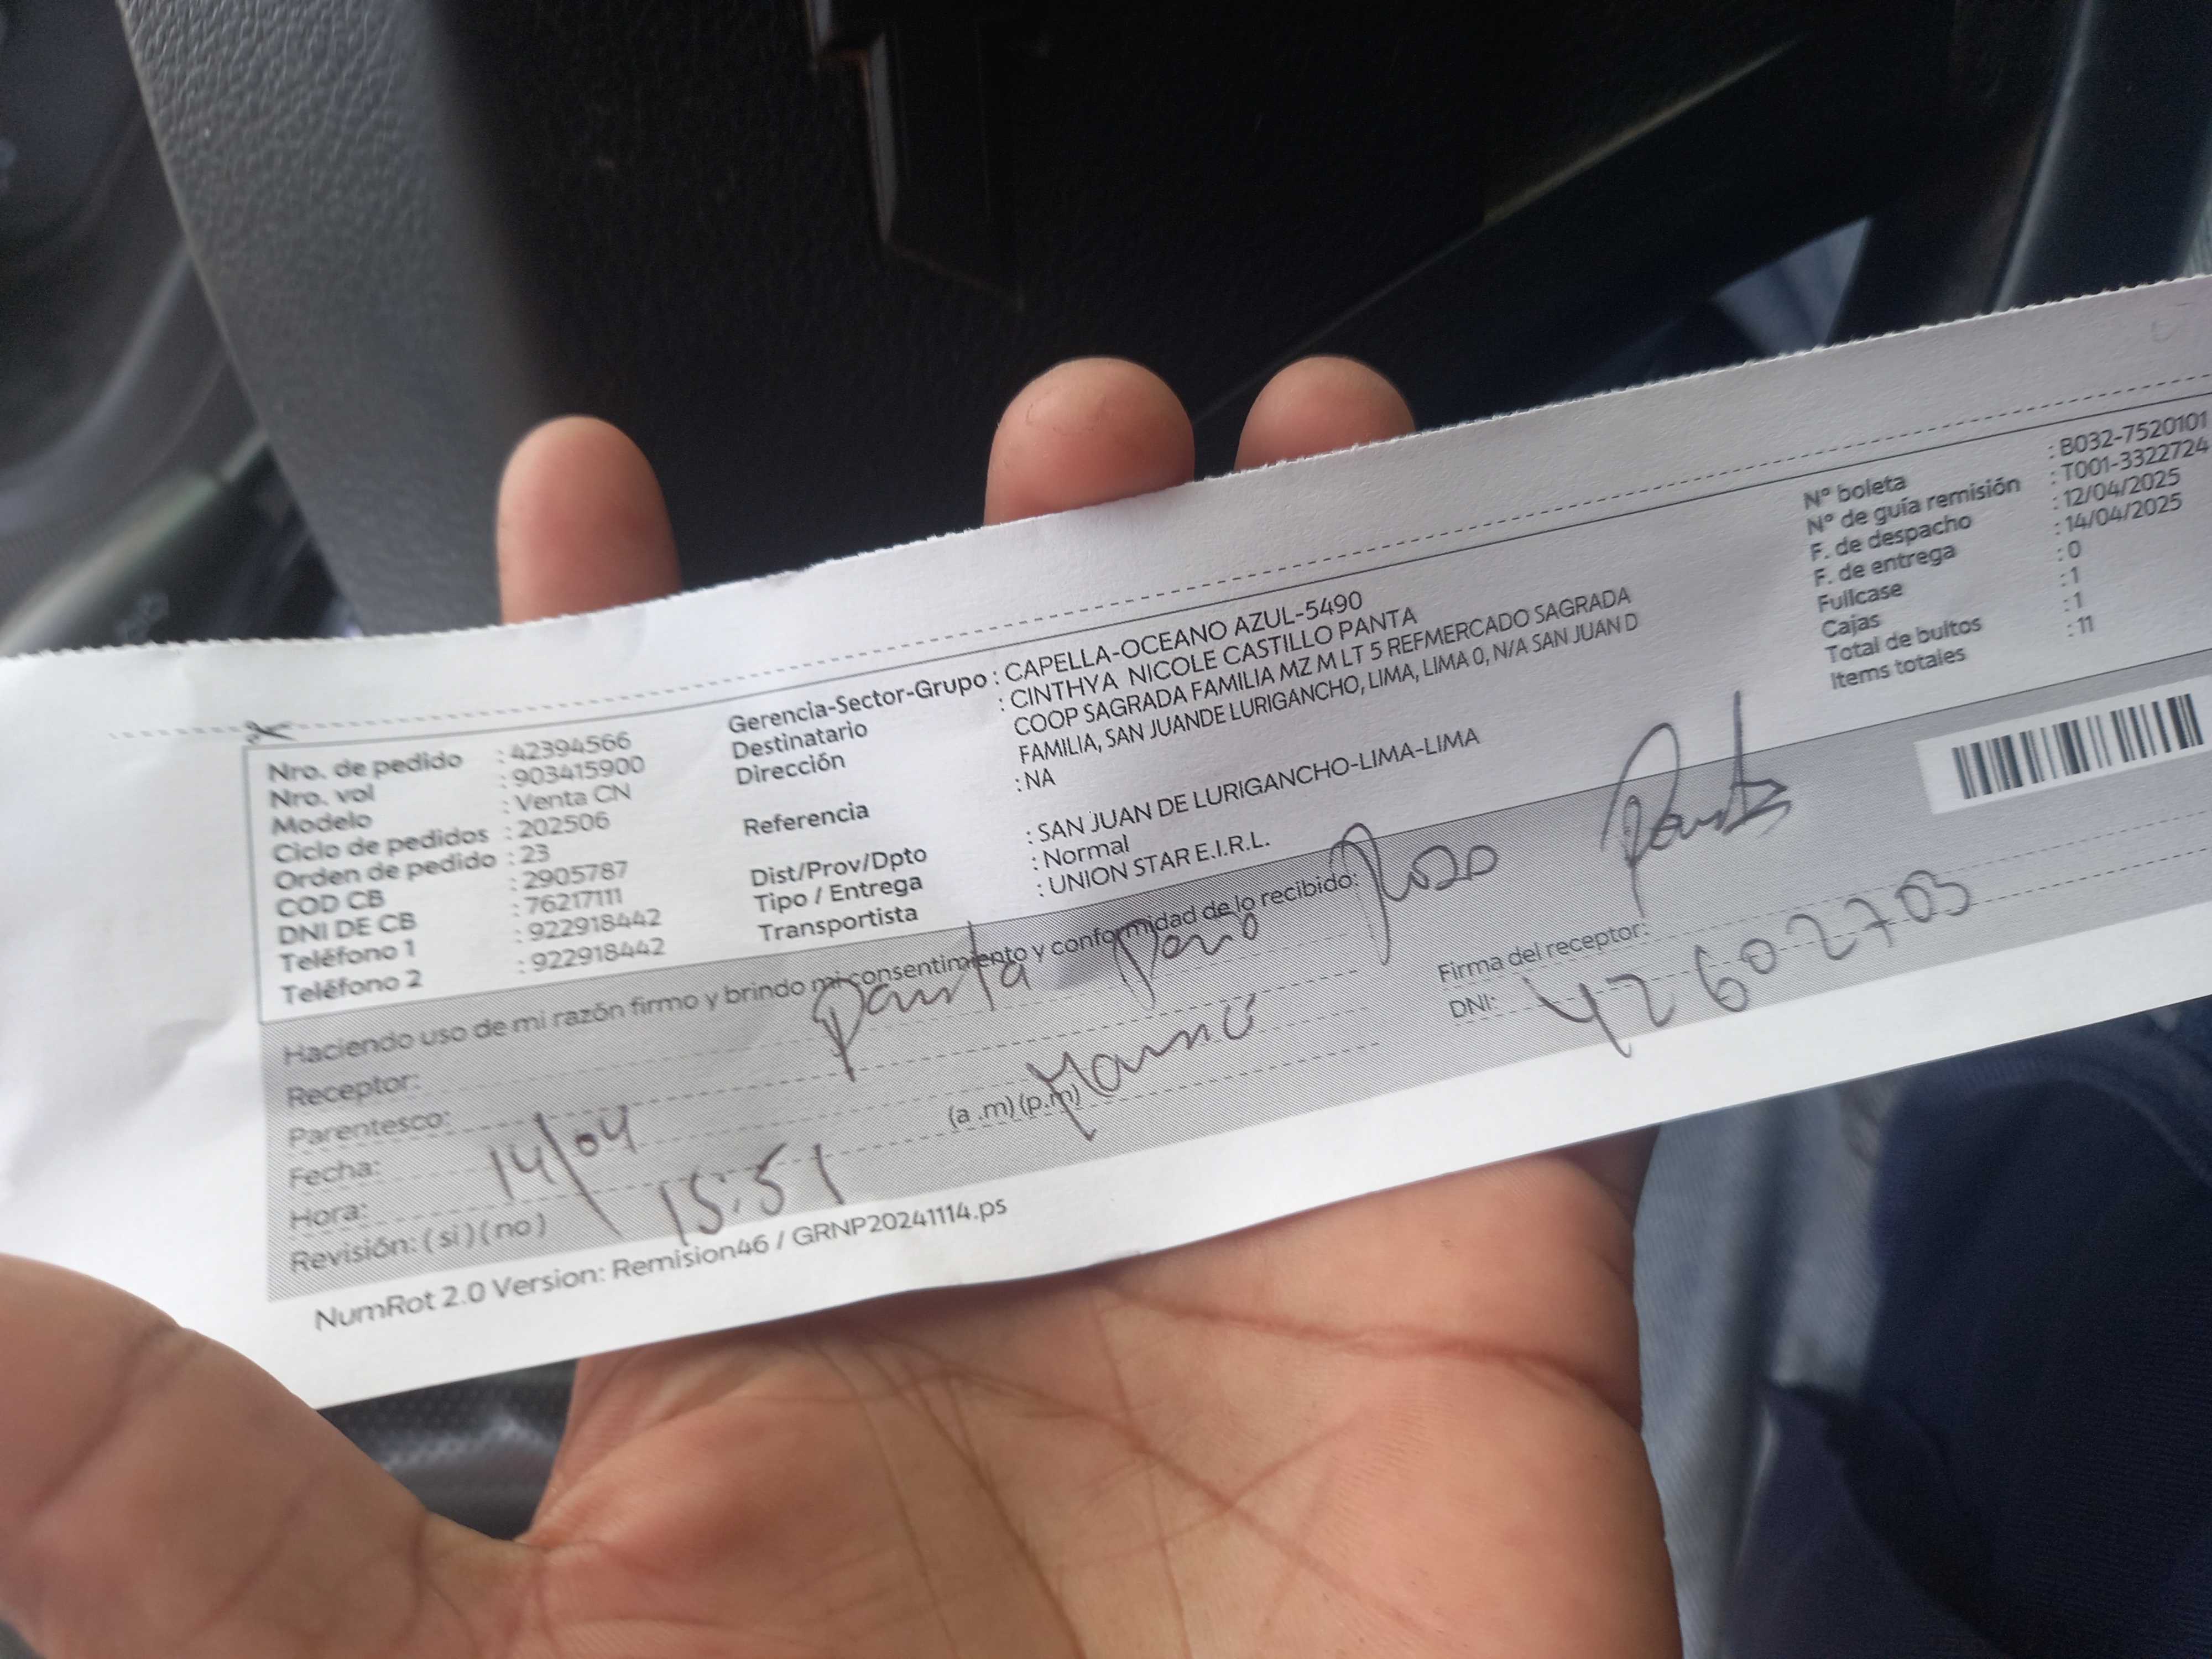 Nro. de pedido : 42394566
Nro. vol : 903415900
Modelo : Venta CN
Ciclo de pedidos : 202506
Orden de pedido : 23
COD CB : 2905787
DNI DE CB : 76217111
Teléfono 1 : 922918442
Teléfono 2 : 922918442
Gerencia-Sector-Grupo : CAPELLA-OCEANO AZUL-5490
Destinatario : CINTHYA NICOLE CASTILLO PANTA
Dirección COOP SAGRADA FAMILIA MZ M LT 5 REFMERCADO SAGRADA
FAMILIA, SAN JUANDE LURIGANCHO, LIMA, LIMA 0, N/A SAN JUAN D
Referencia : NA
Dist/Prov/Dpto : SAN JUAN DE LURIGANCHO-LIMA-LIMA
Tipo / Entrega : Normal
Transportista : UNION STAR E.I.R.L.
N° boleta : B032-7520101
N° de guía remisión : T001-3322724
F. de despacho : 12/04/2025
F. de entrega : 14/04/2025
Fullcase : 0
Cajas : 1
Total de bultos : 1
Items totales : 11
Haciendo uso de mi razón firmo y brindo mi consentimiento y conformidad de lo recibido:
Receptor: Panta
Parentesco:
Fecha: 14/04
Hora: 15:51 (a .m) (p.m)
Revisión: ( si ) ( no )
Firma del receptor: Panta
DNI: 42602703
NumRot 2.0 Version: Remision46 / GRNP20241114.ps